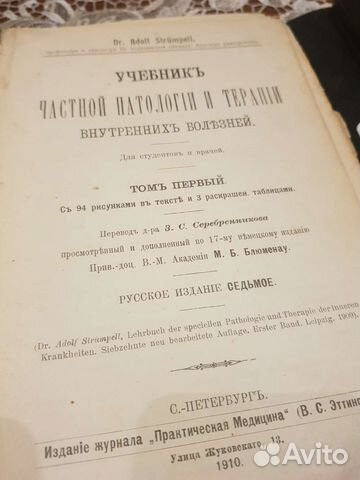 Dr. Adolf Strümpell,
УЧЕБНИКЪ
ЧАСТНОЙ ПАТОЛОГІИ И ТЕРАПІИ
ВНУТРЕННИХЪ БОЛѢЗНЕЙ.
Для студентовъ и врачей.
ТОМЪ ПЕРВЫЙ.
Съ 94 рисунками въ текстѣ и 3 раскрашен. таблицами.
Переводъ д-ра З. С. Серебренникова
просмотрѣнный и дополненный по 17-му нѣмецкому изданію
Прив.-доц. В.-М. Академіи М. Б. Блюменау.
РУССКОЕ ИЗДАНІЕ СЕДЬМОЕ.
(Dr. Adolf Strümpell, Lehrbuch der speciellen Pathologie und Therapie der inneren
Krankheiten. Siebzehnte neu bearbeitete Auflage. Erster Band. Leipzig. 1909).
С.-ПЕТЕРБУРГЪ.
Изданіе журнала „Практическая Медицина" (В. С. Эттинг
Улица Жуковскаго, 13.
1910.
Avito